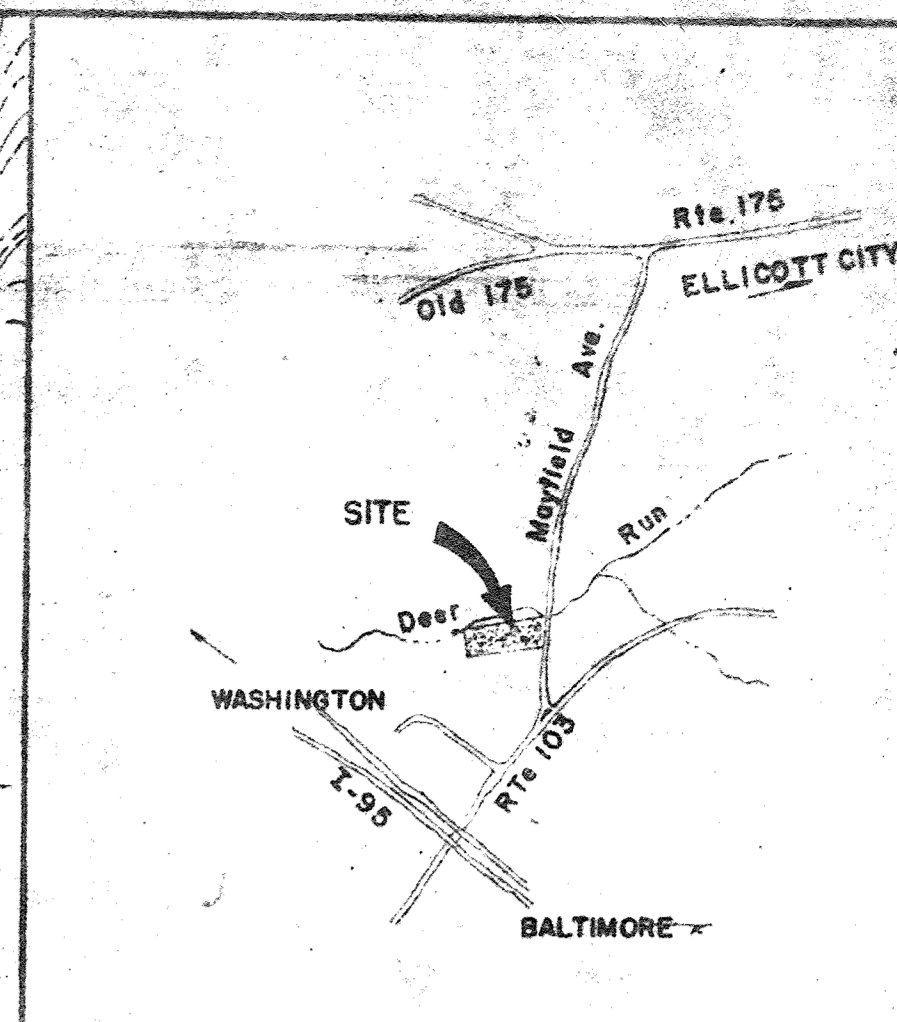 Rte. 175
ELLICOTT CITY
Old 175
Mayfield Ave.
SITE
Deer Run
WASHINGTON
I-95
RTe 103
BALTIMORE